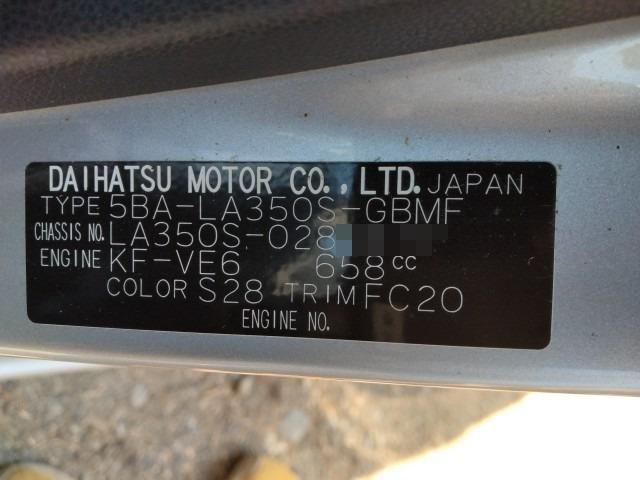 DAIHATSU MOTOR CO., LTD. JAPAN
TYPE 5BA-LA350S-GBMF
CHASSIS NO. LA350S-028
ENGINE KF-VE6 658cc
COLOR S28 TRIM FC20
ENGINE NO.